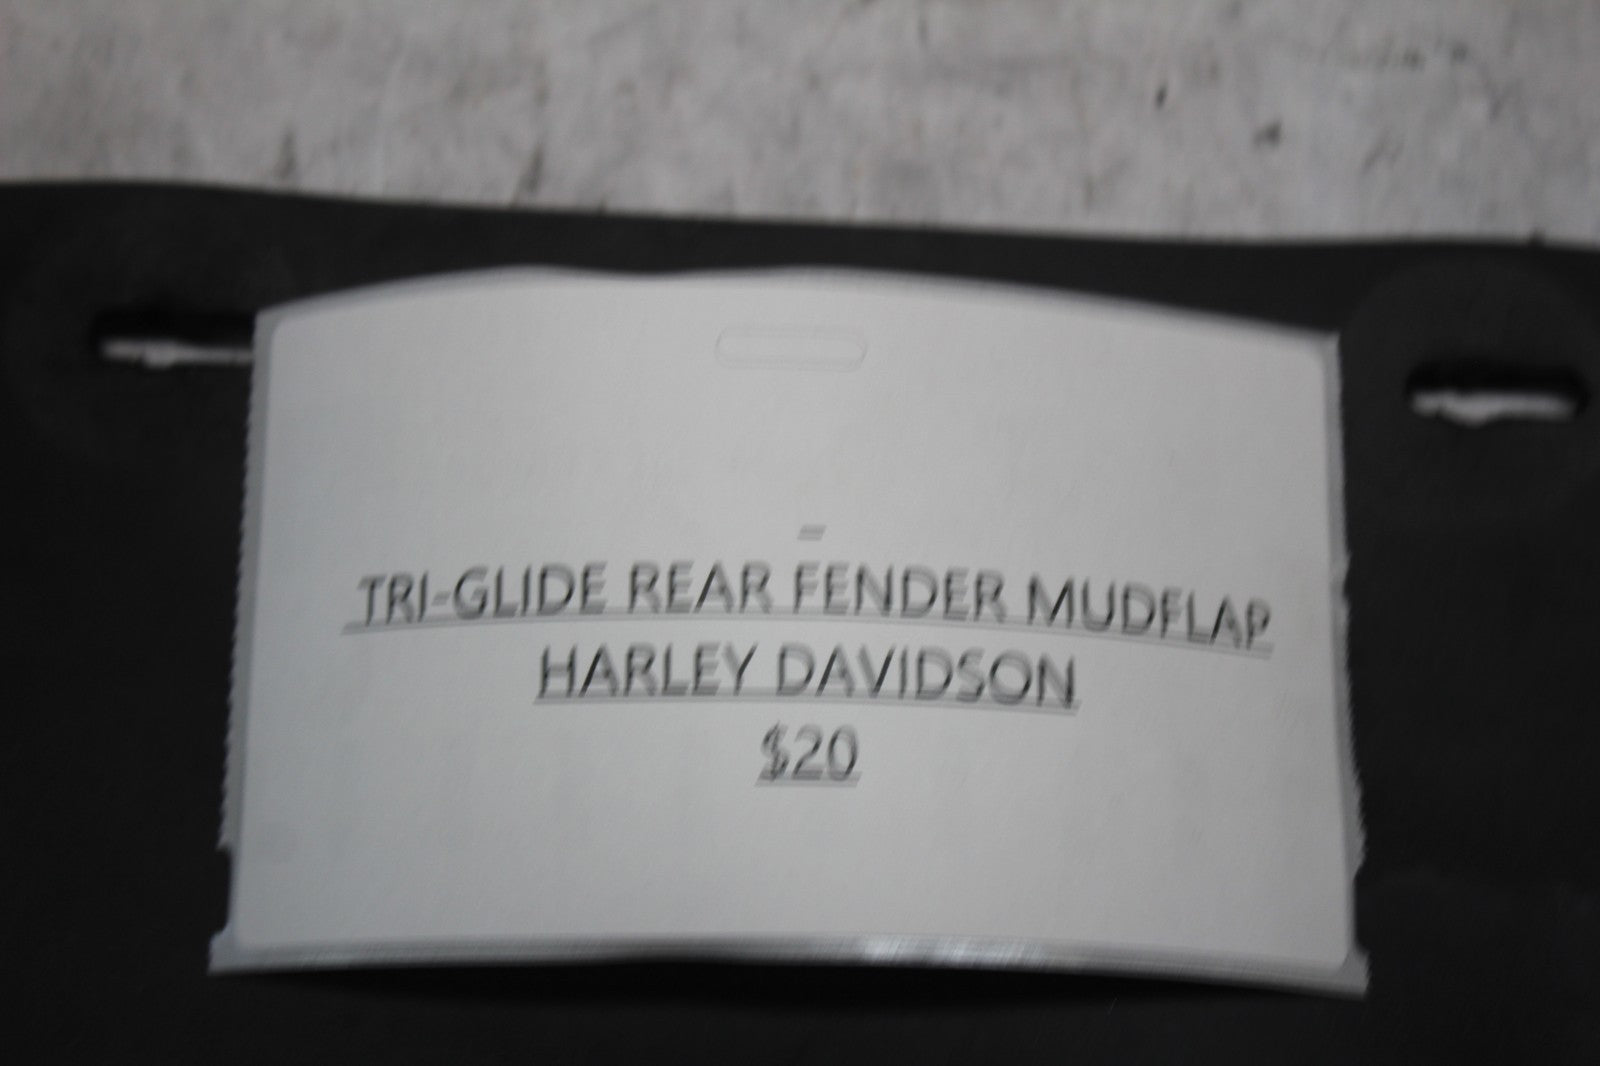 -
TRI-GLIDE REAR FENDER MUDFLAP
HARLEY DAVIDSON
$20